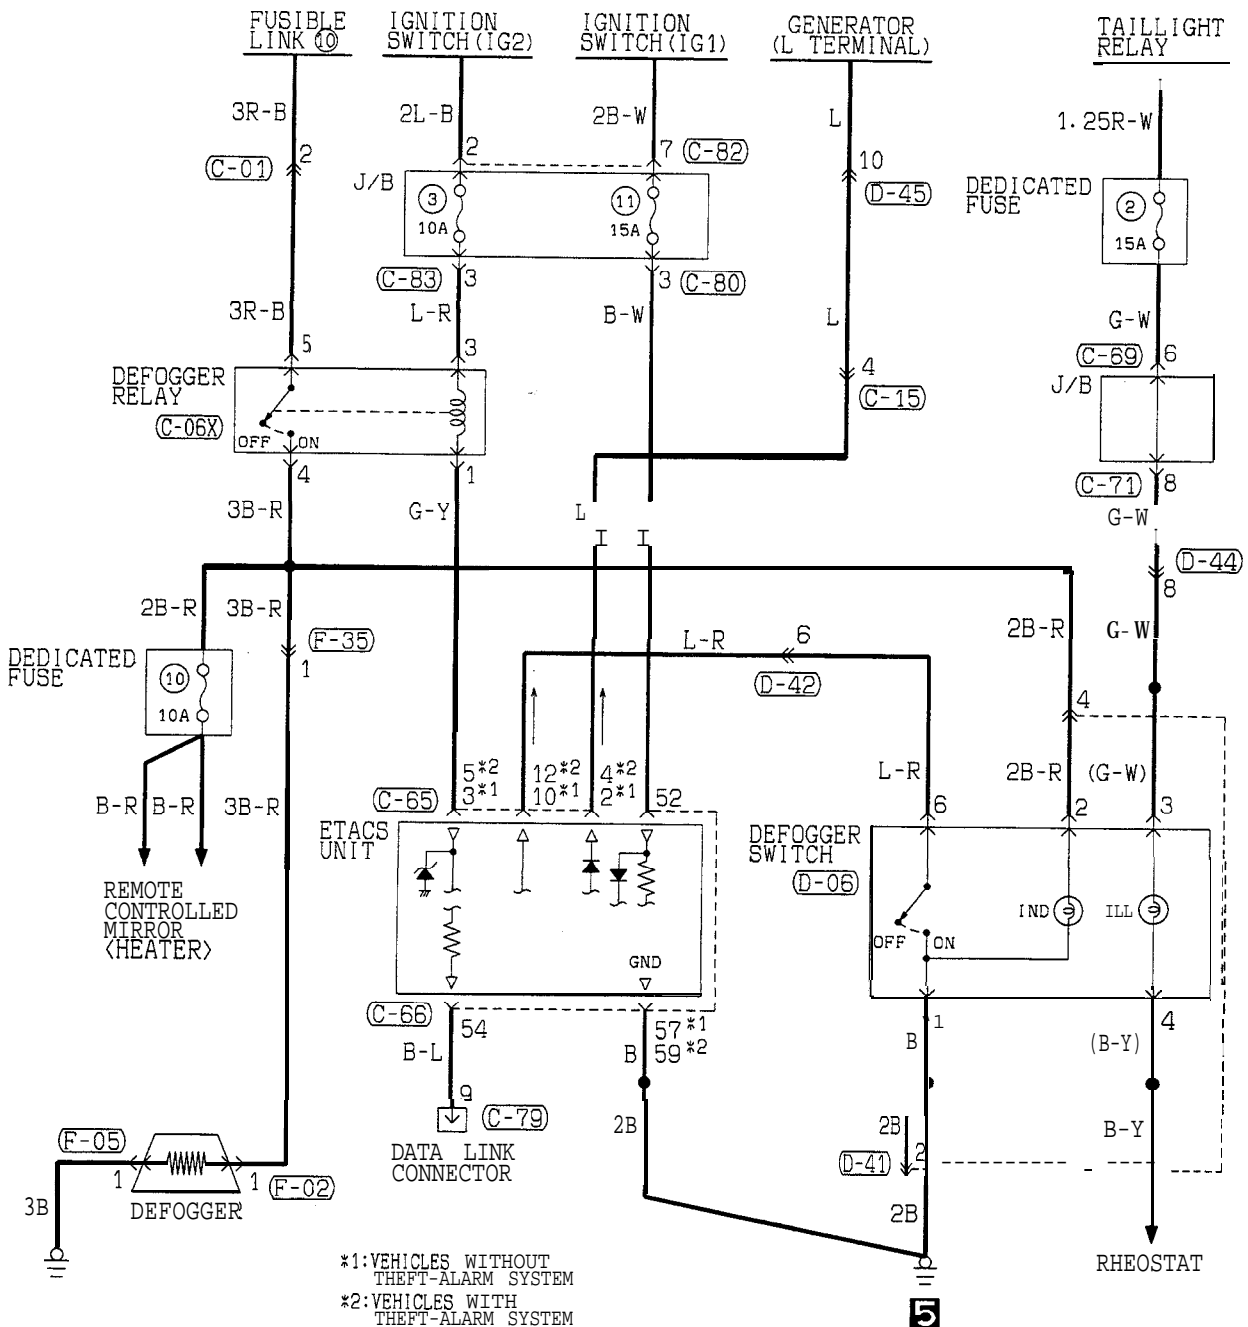 FUSIBLE
LINK ⑩
IGNITION
SWITCH(IG2)
IGNITION
SWITCH(IG1)
GENERATOR
(L TERMINAL)
TAILLIGHT
RELAY
3R-B
2L-B
2B-W
L
1.25R-W
2
C-01
2
7
C-82
10
D-45
J/B
③
10A
⑪
15A
DEDICATED
FUSE
②
15A
C-83
3
3
C-80
3R-B
L-R
B-W
L
G-W
5
3
4
C-15
C-69
6
J/B
DEFOGGER
RELAY
C-06X
OFF
ON
4
1
C-71
8
3B-R
G-Y
L
G-W
I
I
D-44
8
2B-R
3B-R
F-35
1
L-R
6
D-42
2B-R
G-W
DEDICATED
FUSE
⑩
10A
4
B-R
B-R
3B-R
5*2
3*1
12*2
10*1
4*2
2*1
52
C-65
L-R
2B-R
(G-W)
6
2
3
ETACS
UNIT
DEFOGGER
SWITCH
D-06
REMOTE
CONTROLLED
MIRROR
<HEATER>
IND
ILL
OFF
ON
GND
C-66
54
57*1
59*2
B-L
B
1
B
4
(B-Y)
9
C-79
DATA LINK
CONNECTOR
2B
2B
D-41
2
B-Y
F-05
1
1
F-02
DEFOGGER
3B
2B
RHEOSTAT
*1:VEHICLES WITHOUT
THEFT-ALARM SYSTEM
*2:VEHICLES WITH
THEFT-ALARM SYSTEM
5